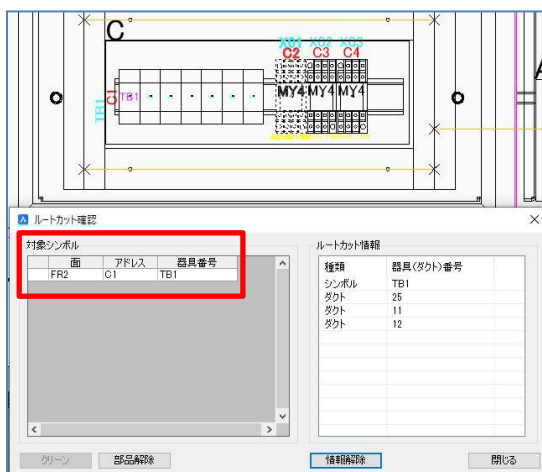 C
X01 X02 X03
C2 C3 C4
TB1
C1
TB1
MY4 MY4 MY4
A
ルートカット確認
対象シンボル
面 アドレス 器具番号
FR2 C1 TB1
ルートカット情報
種類 器具(ダクト)番号
シンボル TB1
ダクト 25
ダクト 11
ダクト 12
クリーン 部品解除 情報解除 閉じる